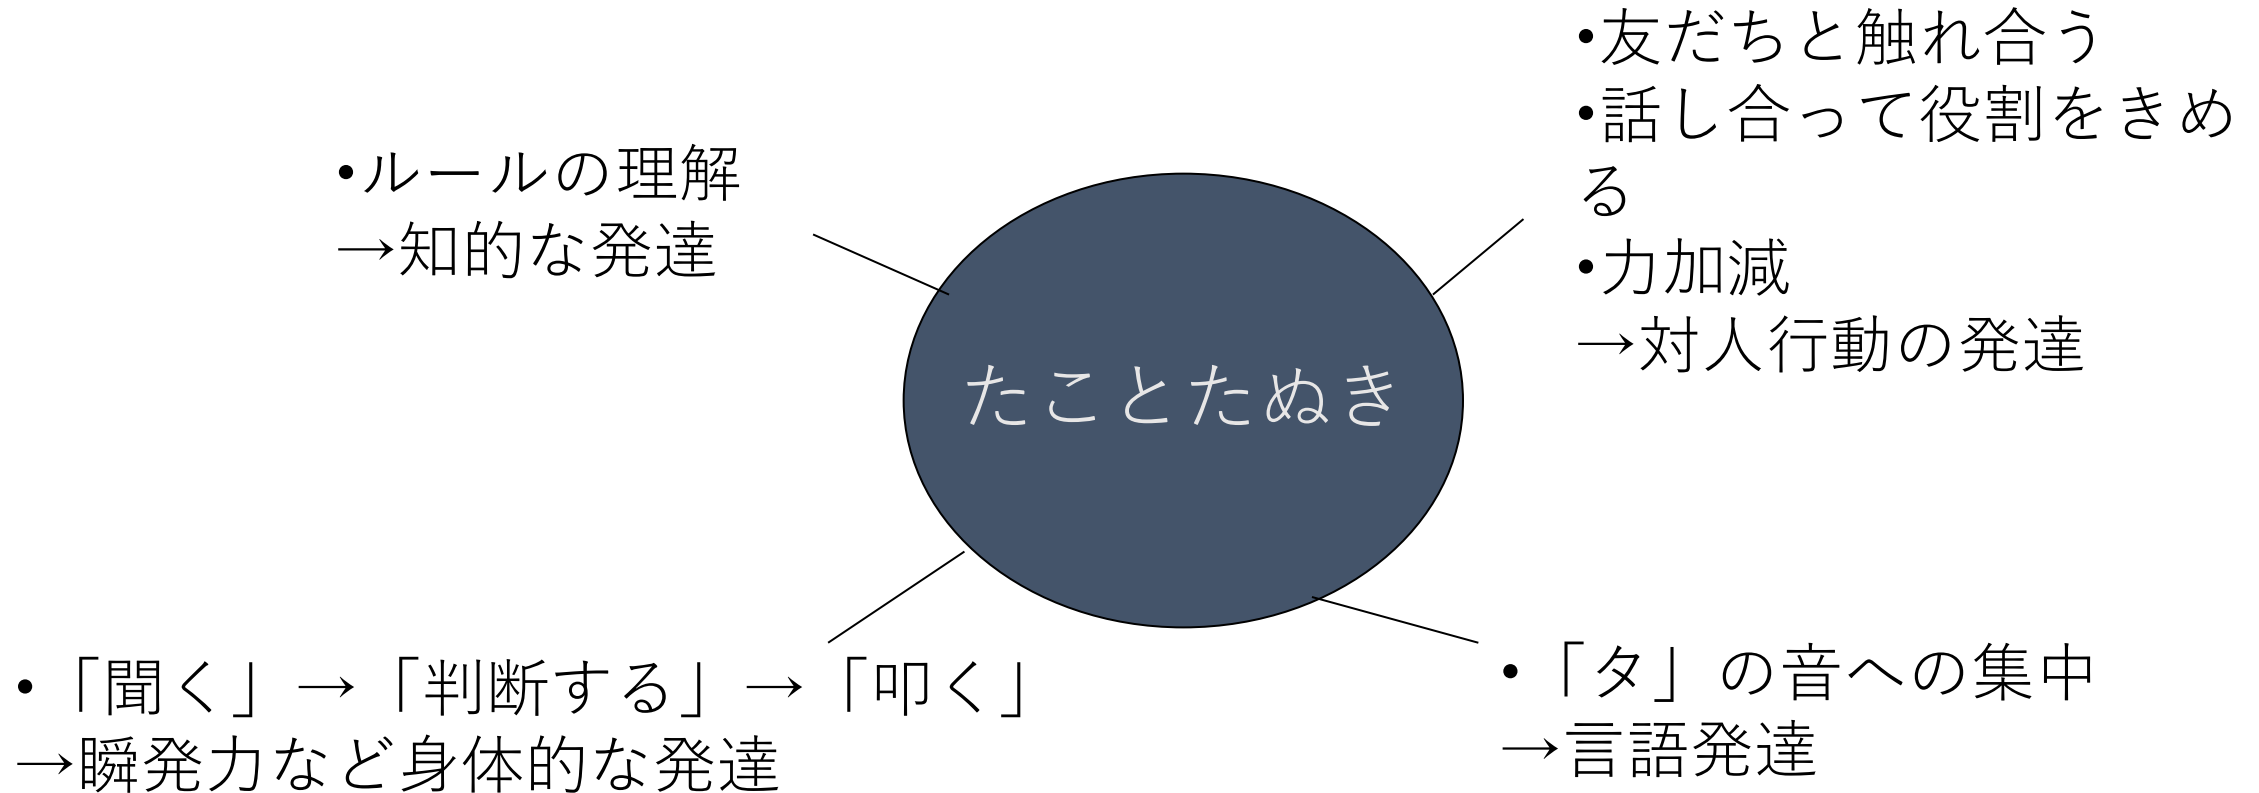 •ルールの理解
→知的な発達
•友だちと触れ合う
•話し合って役割をきめ
る
•力加減
→対人行動の発達
たことたぬき
•「聞く」→「判断する」→「叩く」
→瞬発力など身体的な発達
•「タ」の音への集中
→言語発達